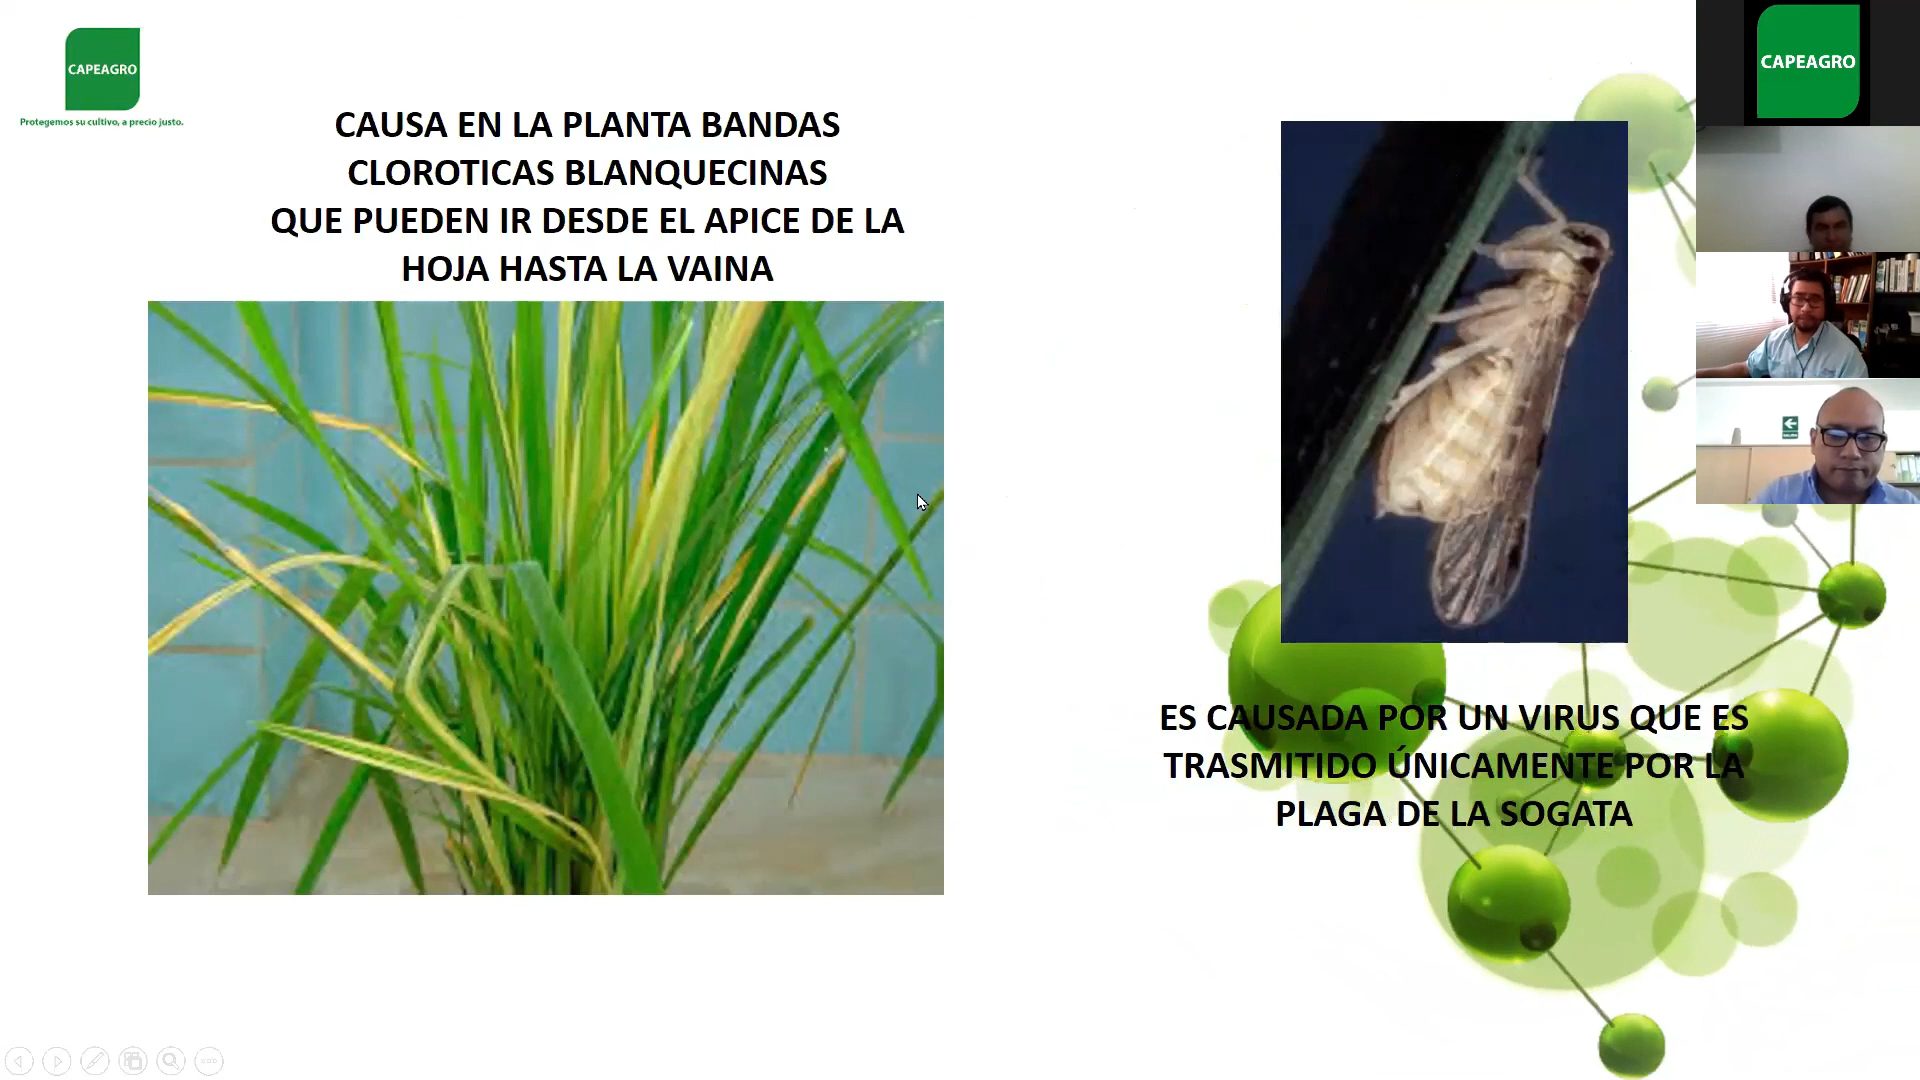 CAPEAGRO
Protegemos su cultivo, a precio justo.
CAUSA EN LA PLANTA BANDAS
CLOROTICAS BLANQUECINAS
QUE PUEDEN IR DESDE EL APICE DE LA
HOJA HASTA LA VAINA
ES CAUSADA POR UN VIRUS QUE ES
TRASMITIDO ÚNICAMENTE POR LA
PLAGA DE LA SOGATA
CAPEAGRO